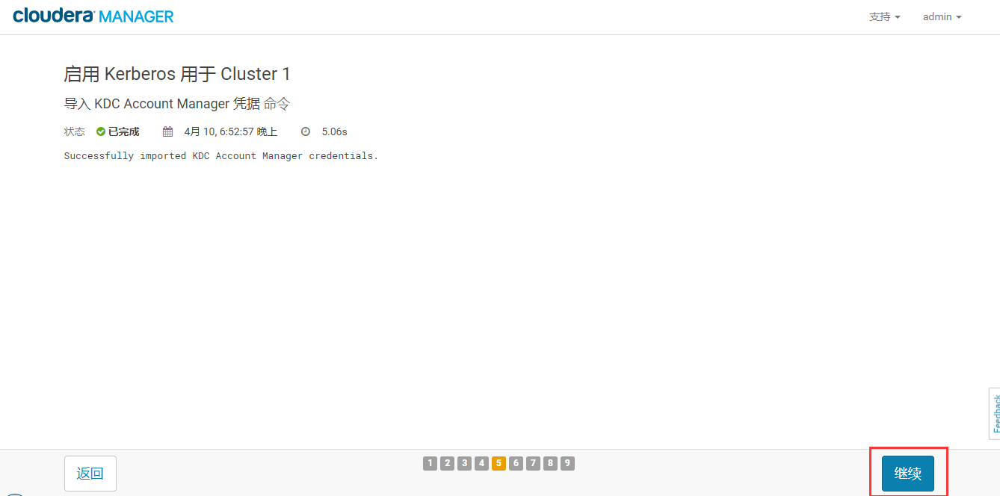 cloudera MANAGER
支持 admin
启用 Kerberos 用于 Cluster 1
导入 KDC Account Manager 凭据 命令
状态 已完成 4月 10, 6:52:57 晚上 5.06s
Successfully imported KDC Account Manager credentials.
Feedback
返回 1 2 3 4 5 6 7 8 9 继续